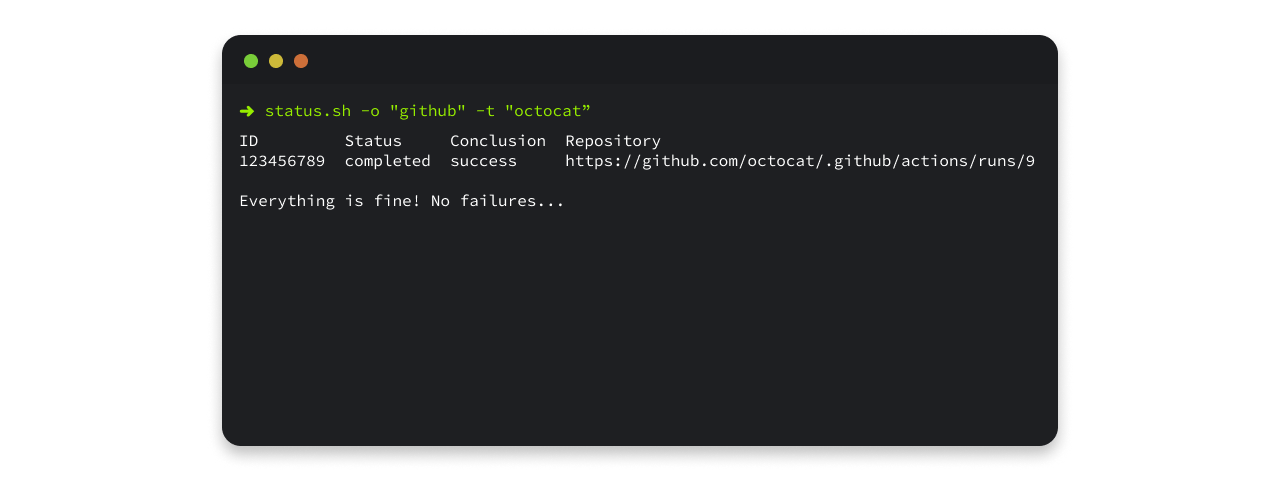 ➜ status.sh -o "github" -t "octocat”
ID Status Conclusion Repository
123456789 completed success https://github.com/octocat/.github/actions/runs/9
Everything is fine! No failures...